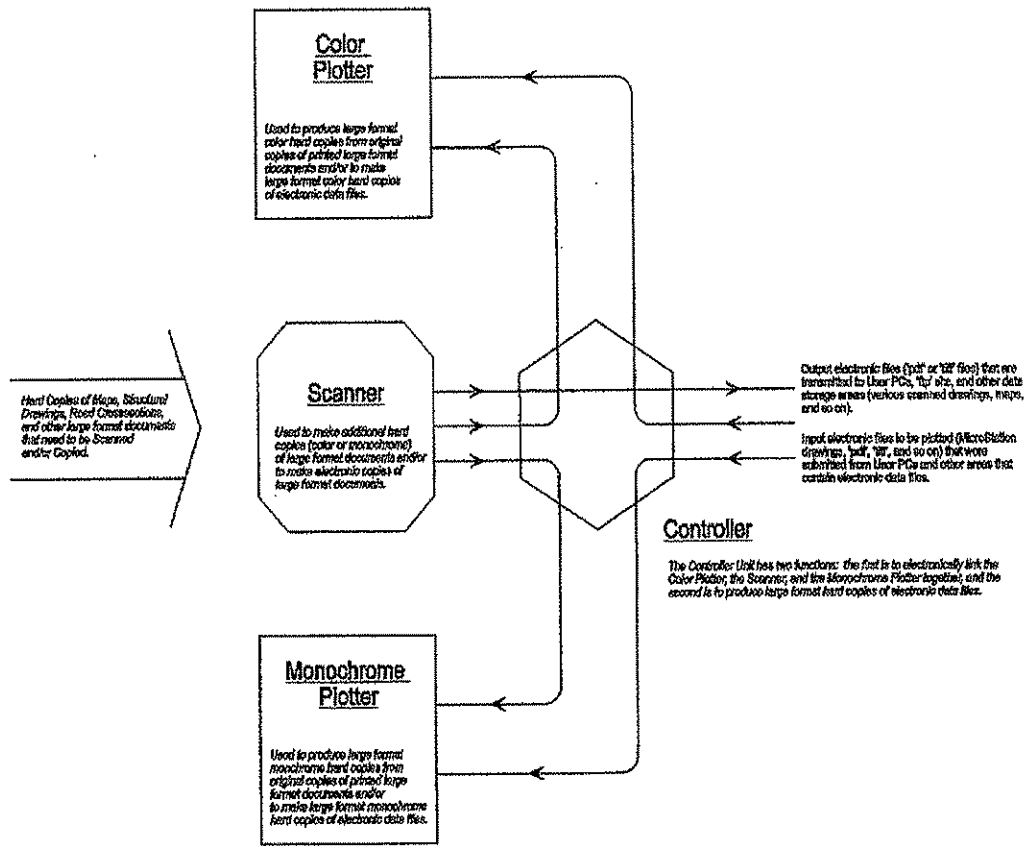 Color
Plotter
Used to produce large format
color hard copies from original
copies of printed large format
documents and/or to make
large format color hard copies
of electronic data files.
Hard Copies of Maps, Structural
Drawings, Road Crosssections,
and other large format documents
that need to be Scanned
and/or Copied.
Scanner
Used to make additional hard
copies (color or monochrome)
of large format documents and/or
to make electronic copies of
large format documents.
Output electronic files ('pdf' or 'tiff' files) that are
transmitted to User PCs, 'ftp' site, and other data
storage areas (various scanned drawings, maps,
and so on).
Input electronic files to be plotted (MicroStation
drawings, 'pdf', 'tiff', and so on) that were
submitted from User PCs and other areas that
contain electronic data files.
Controller
The Controller Unit has two functions: the first is to electronically link the
Color Plotter, the Scanner, and the Monochrome Plotter together, and the
second is to produce large format hard copies of electronic data files.
Monochrome
Plotter
Used to produce large format
monochrome hard copies from
original copies of printed large
format documents and/or
to make large format monochrome
hard copies of electronic data files.